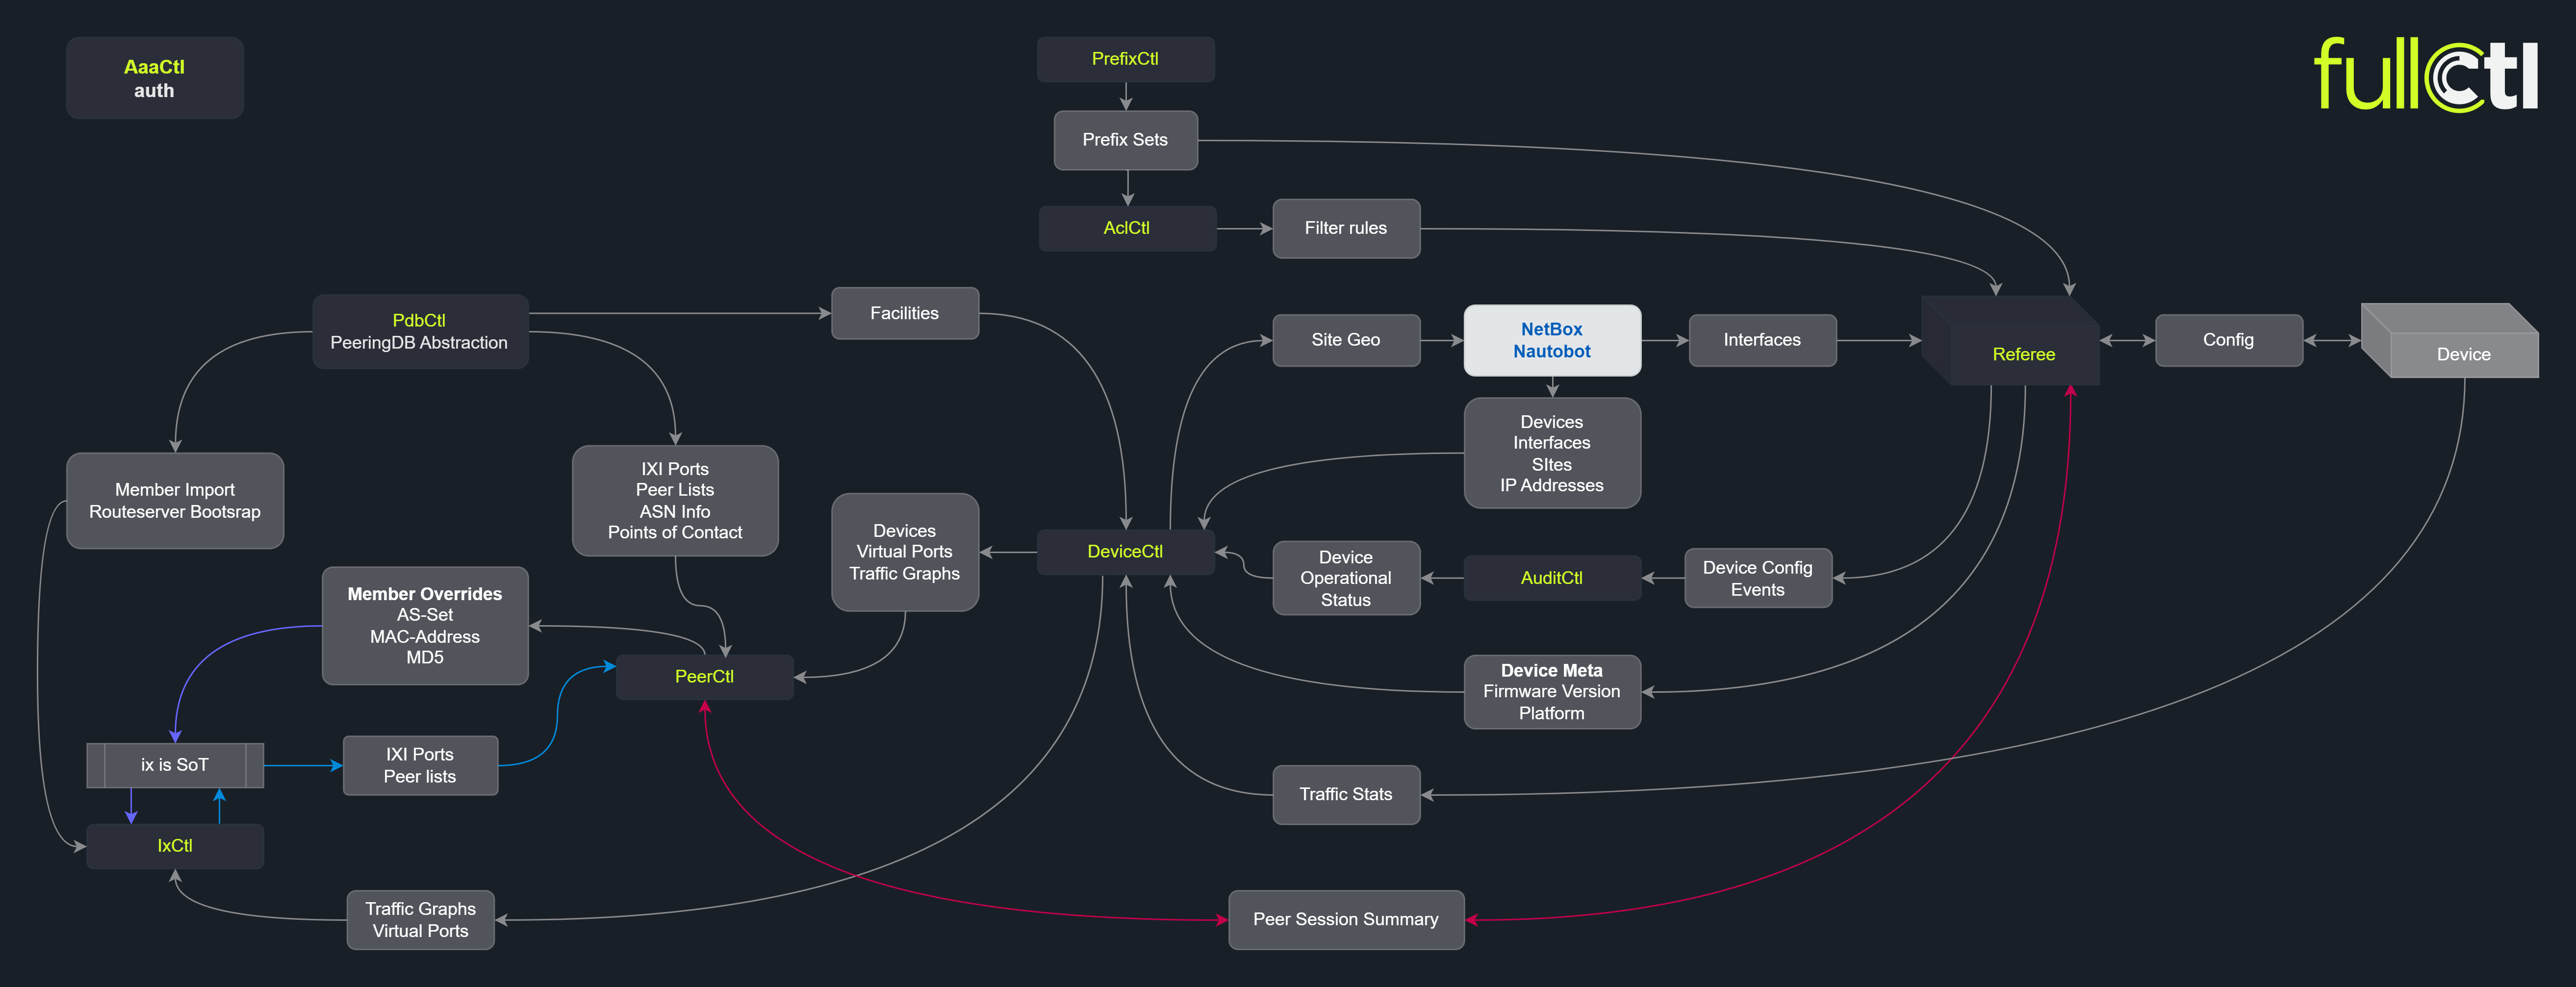 AaaCtl
auth
PrefixCtl
fullCtl
Prefix Sets
AclCtl
Filter rules
PdbCtl
PeeringDB Abstraction
Facilities
Site Geo
NetBox
Nautobot
Interfaces
Referee
Config
Device
Member Import
Routeserver Bootsrap
IXI Ports
Peer Lists
ASN Info
Points of Contact
Devices
Virtual Ports
Traffic Graphs
DeviceCtl
Devices
Interfaces
SItes
IP Addresses
Device
Operational
Status
AuditCtl
Device Config
Events
Member Overrides
AS-Set
MAC-Address
MD5
PeerCtl
Device Meta
Firmware Version
Platform
ix is SoT
IXI Ports
Peer lists
Traffic Stats
IxCtl
Traffic Graphs
Virtual Ports
Peer Session Summary